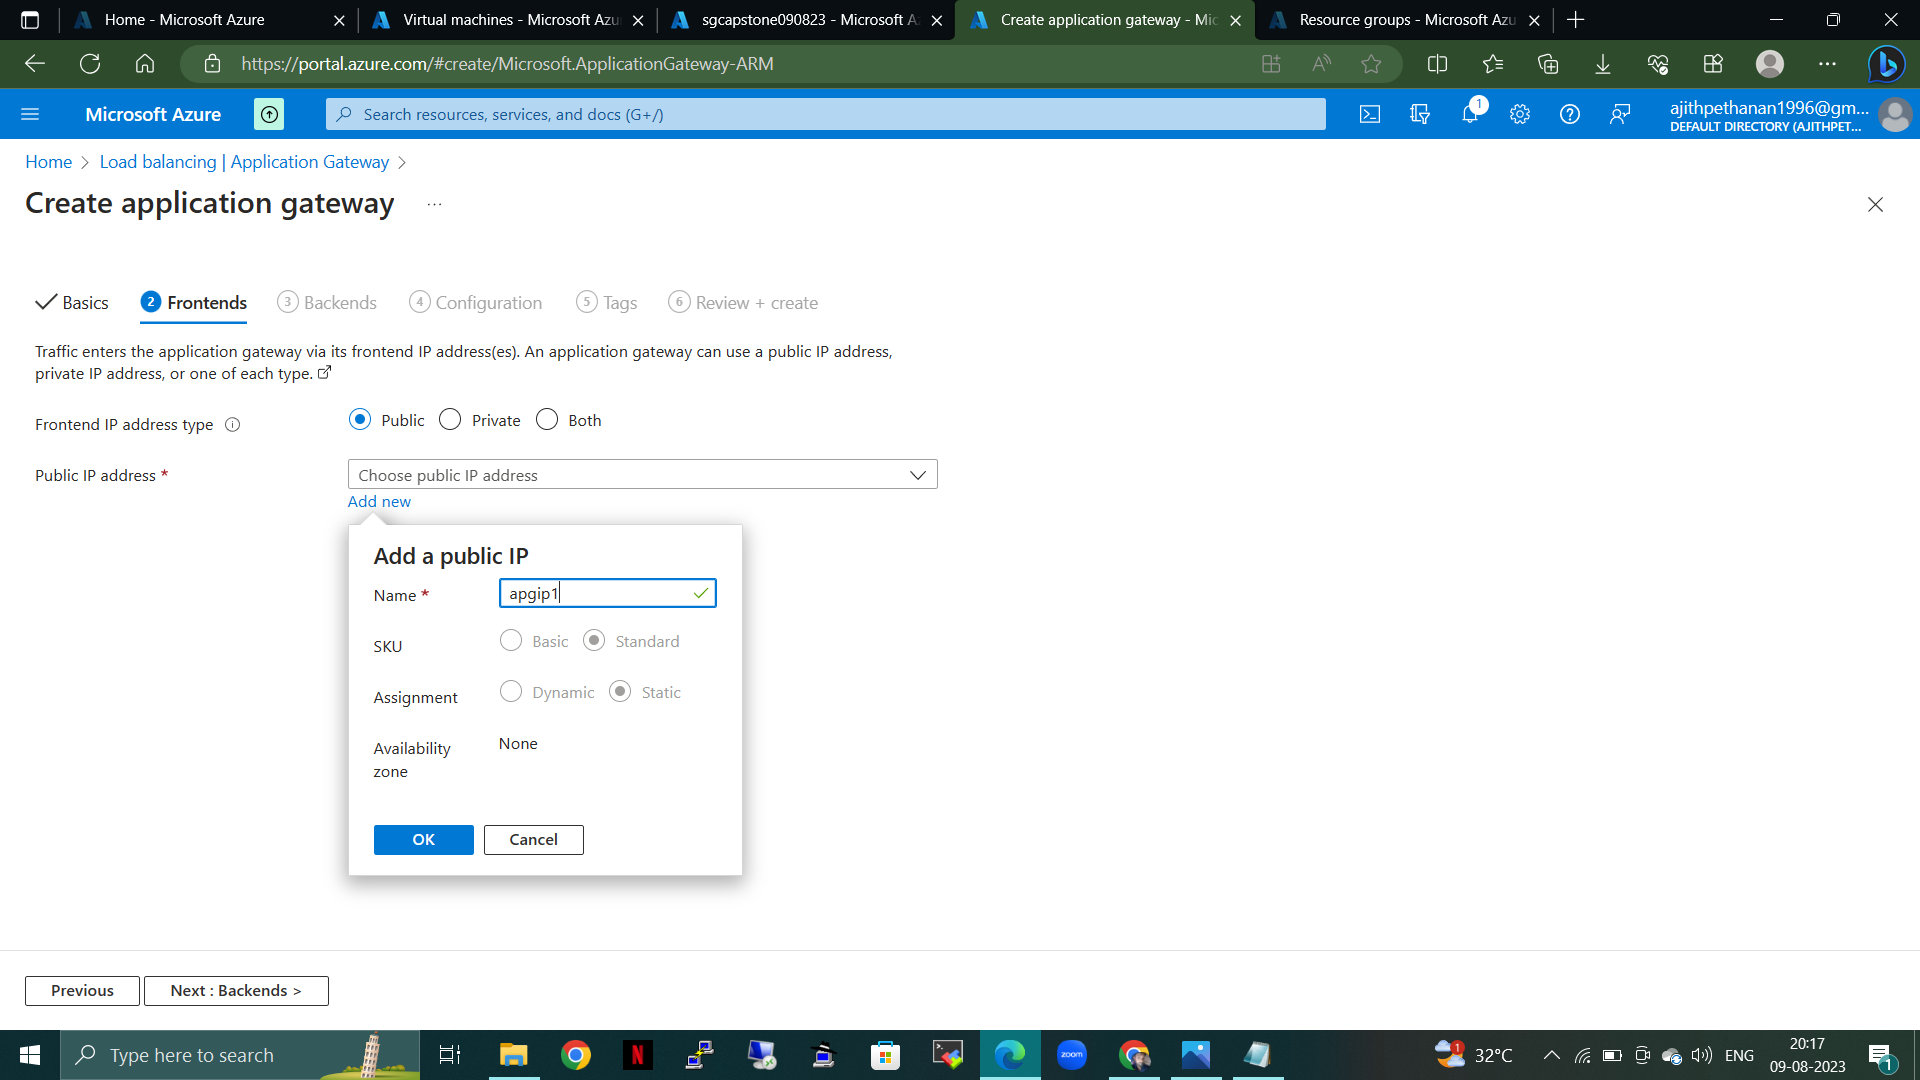 Home - Microsoft Azure
Virtual machines - Microsoft Azu
sgcapstone090823 - Microsoft A
Create application gateway - Mic
Resource groups - Microsoft Azu
https://portal.azure.com/#create/Microsoft.ApplicationGateway-ARM
Microsoft Azure
Search resources, services, and docs (G+/)
1
ajithpethanan1996@gm...
DEFAULT DIRECTORY (AJITHPET...
Home > Load balancing | Application Gateway >
Create application gateway ...
Basics
2 Frontends
3 Backends
4 Configuration
5 Tags
6 Review + create
Traffic enters the application gateway via its frontend IP address(es). An application gateway can use a public IP address,
private IP address, or one of each type.
Frontend IP address type
Public
Private
Both
Public IP address *
Choose public IP address
Add new
Add a public IP
Name *
apgip1
SKU
Basic
Standard
Assignment
Dynamic
Static
Availability
zone
None
OK
Cancel
Previous
Next : Backends >
Type here to search
N
zoom
1
32°C
ENG
20:17
09-08-2023
1